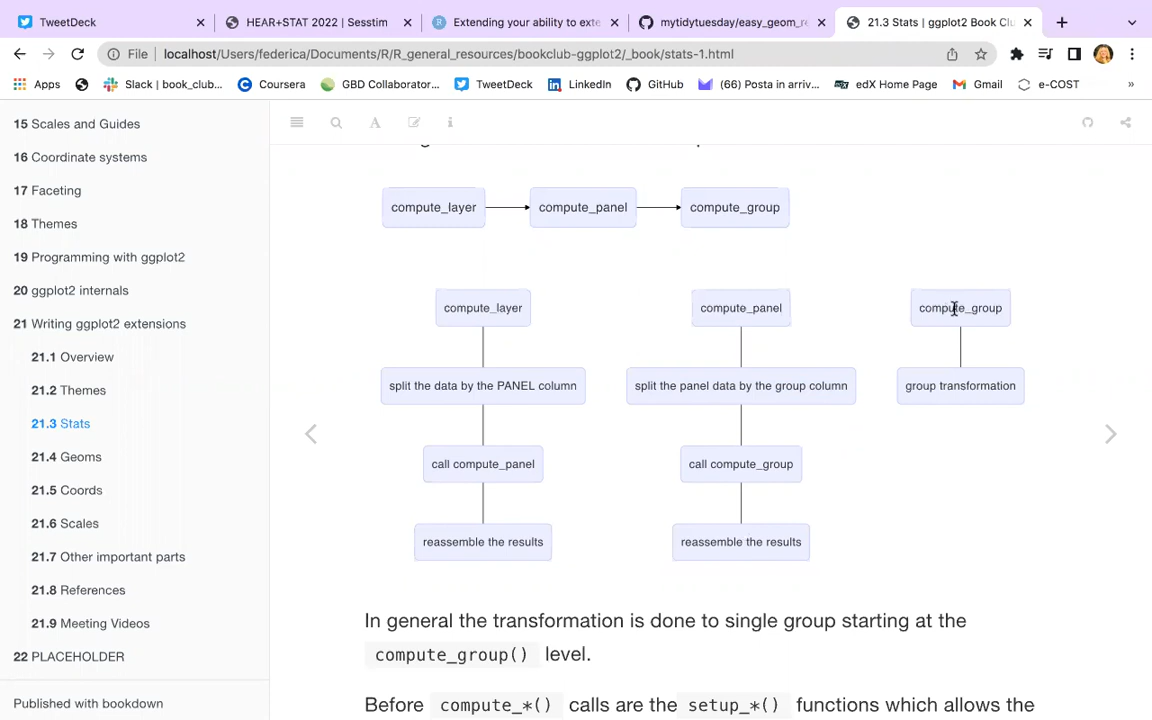 TweetDeck
HEAR+STAT 2022 | Sesstim
Extending your ability to exte
mytidytuesday/easy_geom_r
21.3 Stats | ggplot2 Book Clu
File
localhost/Users/federica/Documents/R/R_general_resources/bookclub-ggplot2/_book/stats-1.html
Apps
Slack | book_club...
Coursera
GBD Collaborator...
TweetDeck
LinkedIn
GitHub
(66) Posta in arriv...
edX Home Page
Gmail
e-COST
»
15 Scales and Guides
16 Coordinate systems
17 Faceting
18 Themes
19 Programming with ggplot2
20 ggplot2 internals
21 Writing ggplot2 extensions
21.1 Overview
21.2 Themes
21.3 Stats
21.4 Geoms
21.5 Coords
21.6 Scales
21.7 Other important parts
21.8 References
21.9 Meeting Videos
22 PLACEHOLDER
Published with bookdown
compute_layer
compute_panel
compute_group
compute_layer
compute_panel
compute_group
split the data by the PANEL column
split the panel data by the group column
group transformation
call compute_panel
call compute_group
reassemble the results
reassemble the results
In general the transformation is done to single group starting at the
compute_group() level.
Before compute_*() calls are the setup_*() functions which allows the